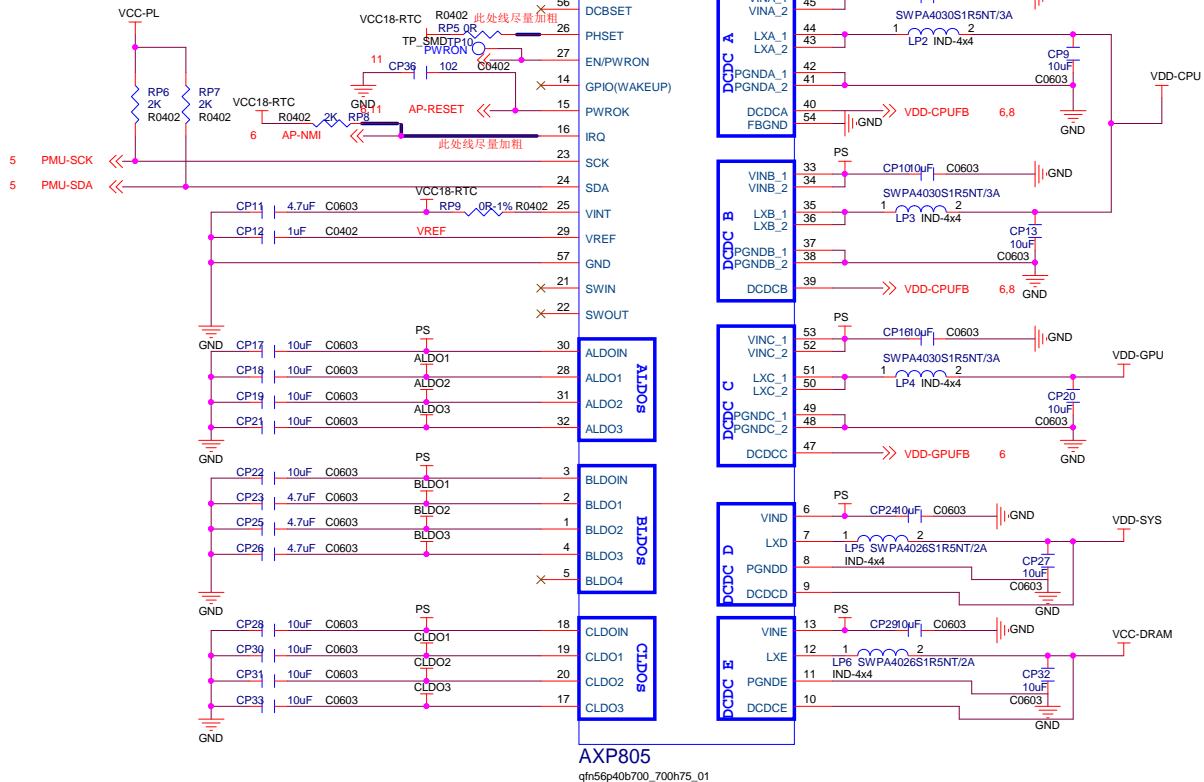 56 DCBSET
VINA_1
45 VINA_2
VCC-PL
VCC18-RTC R0402 此处线尽量加粗
RP5 0R
26 PHSET
TP_SMD TP10
PWRON
27 EN/PWRON
11 CP36 102 C0402
GND
14 GPIO(WAKEUP)
AP-RESET
15 PWROK
RP6 2K R0402
RP7 2K R0402
VCC18-RTC
R0402 2K RP8
6 AP-NMI
16 IRQ
此处线尽量加粗
5 PMU-SCK
23 SCK
5 PMU-SDA
24 SDA
VCC18-RTC
CP11 4.7uF C0603
RP9 0R-1% R0402
25 VINT
CP12 1uF C0402 VREF
29 VREF
57 GND
21 SWIN
22 SWOUT
GND
PS
CP17 10uF C0603
30 ALDOIN
ALDO1
CP18 10uF C0603
28 ALDO1
ALDO2
CP19 10uF C0603
31 ALDO2
ALDO3
CP21 10uF C0603
32 ALDO3
ALDOs
GND
PS
CP22 10uF C0603
3 BLDOIN
BLDO1
CP23 4.7uF C0603
2 BLDO1
BLDO2
CP25 4.7uF C0603
1 BLDO2
BLDO3
CP26 4.7uF C0603
4 BLDO3
5 BLDO4
BLDOs
GND
PS
CP28 10uF C0603
18 CLDOIN
CLDO1
CP30 10uF C0603
19 CLDO1
CLDO2
CP31 10uF C0603
20 CLDO2
CLDO3
CP33 10uF C0603
17 CLDO3
CLDOs
GND
DCDC A
SWPA4030S1R5NT/3A
LXA_1 44 1 2
LXA_2 43 LP2 IND-4x4
CP9
10uF
C0603
PGNDA_1 42
PGNDA_2 41
DCDCA 40 VDD-CPUFB 6,8
FBGND 54 GND
GND
VDD-CPU
DCDC B
PS
VINB_1 33 CP10 10uF C0603 GND
VINB_2 34
SWPA4030S1R5NT/3A
LXB_1 35 1 2
LXB_2 36 LP3 IND-4x4
CP13
10uF
C0603
PGNDB_1 37
PGNDB_2 38
DCDCB 39 VDD-CPUFB 6,8
GND
DCDC C
PS
VINC_1 53 CP16 10uF C0603 GND
VINC_2 52
SWPA4030S1R5NT/3A
LXC_1 51 1 2
LXC_2 50 LP4 IND-4x4
VDD-GPU
CP20
10uF
C0603
PGNDC_1 49
PGNDC_2 48
DCDCC 47 VDD-GPUFB 6
GND
DCDC D
PS
VIND 6 CP24 10uF C0603 GND
LXD 7 1 2
LP5 SWPA4026S1R5NT/2A
IND-4x4
VDD-SYS
CP27
10uF
C0603
PGNDD 8
DCDCD 9
GND
DCDC E
PS
VINE 13 CP29 10uF C0603 GND
LXE 12 1 2
LP6 SWPA4026S1R5NT/2A
IND-4x4
VCC-DRAM
CP32
10uF
C0603
PGNDE 11
DCDCE 10
GND
AXP805
qfn56p40b700_700h75_01